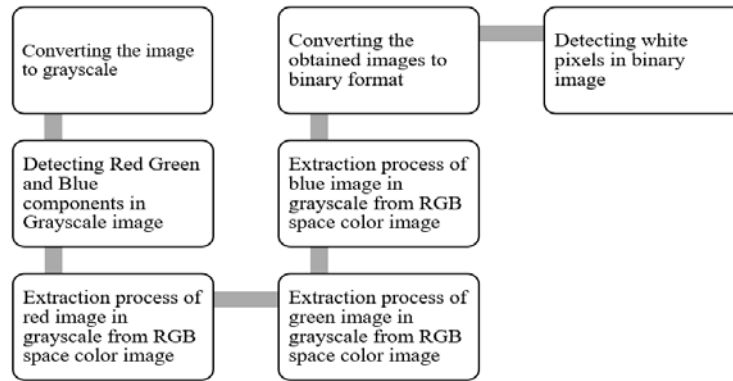 Converting the image
to grayscale
Detecting Red Green
and Blue
components in
Grayscale image
Extraction process of
red image in
grayscale from RGB
space color image
Extraction process of
green image in
grayscale from RGB
space color image
Extraction process of
blue image in
grayscale from RGB
space color image
Converting the
obtained images to
binary format
Detecting white
pixels in binary
image